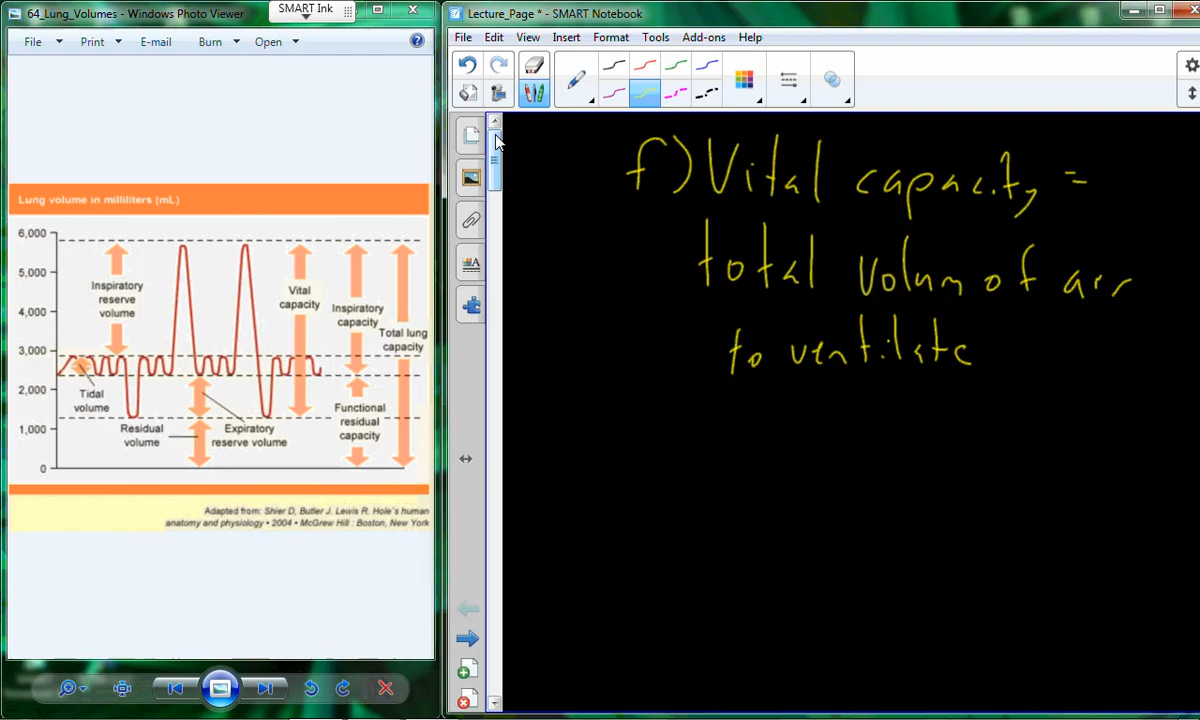 64_Lung_Volumes - Windows Photo Viewer
SMART Ink
File Print E-mail Burn Open
Lung volume in milliliters (mL)
6,000
5,000
4,000
3,000
2,000
1,000
0
Inspiratory
reserve
volume
Tidal
volume
Residual
volume
Expiratory
reserve volume
Vital
capacity
Inspiratory
capacity
Functional
residual
capacity
Total lung
capacity
Adapted from: Shier D, Butler J. Lewis R. Hole's human
anatomy and physiology • 2004 • McGrew Hill : Boston, New York
Lecture_Page * - SMART Notebook
File Edit View Insert Format Tools Add-ons Help
f) Vital capacity =
total volum of air
to ventilate